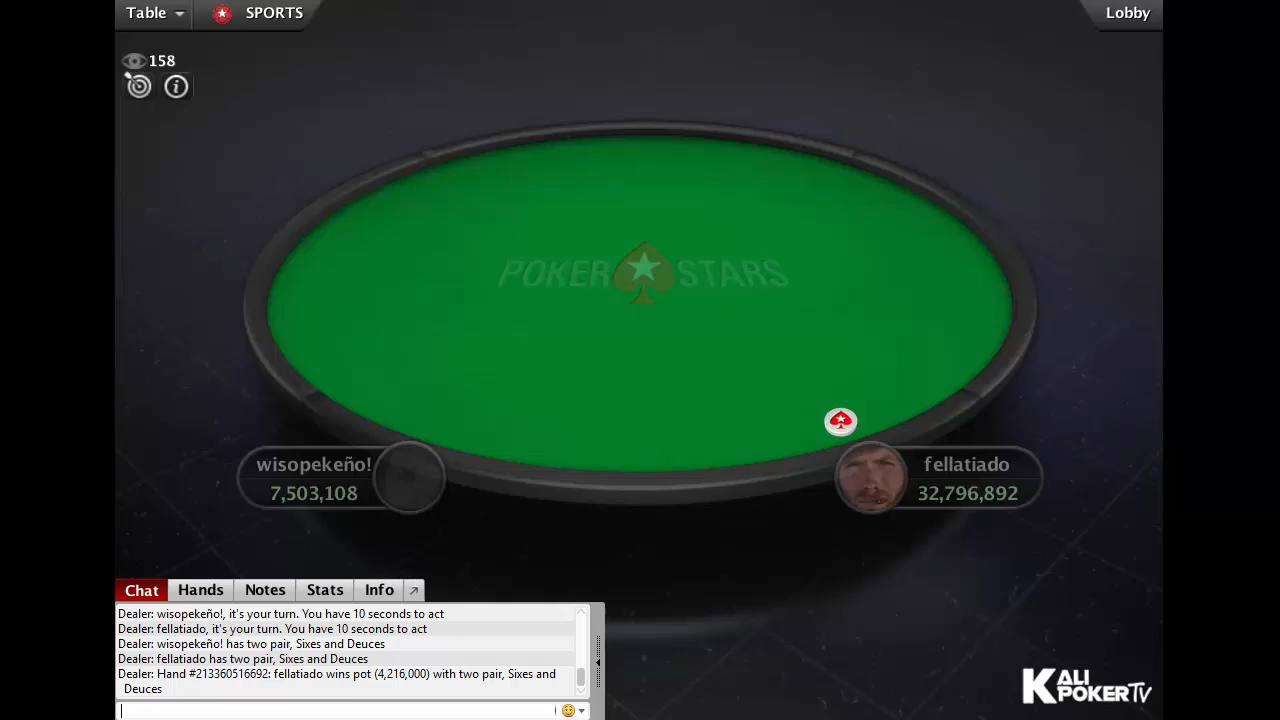 Table
SPORTS
Lobby
158
POKER STARS
wisopekeño!
7,503,108
fellatiado
32,796,892
Chat
Hands
Notes
Stats
Info
Dealer: wisopekeño!, it's your turn. You have 10 seconds to act
Dealer: fellatiado, it's your turn. You have 10 seconds to act
Dealer: wisopekeño! has two pair, Sixes and Deuces
Dealer: fellatiado has two pair, Sixes and Deuces
Dealer: Hand #213360516692: fellatiado wins pot (4,216,000) with two pair, Sixes and
Deuces
KALI
POKERTV